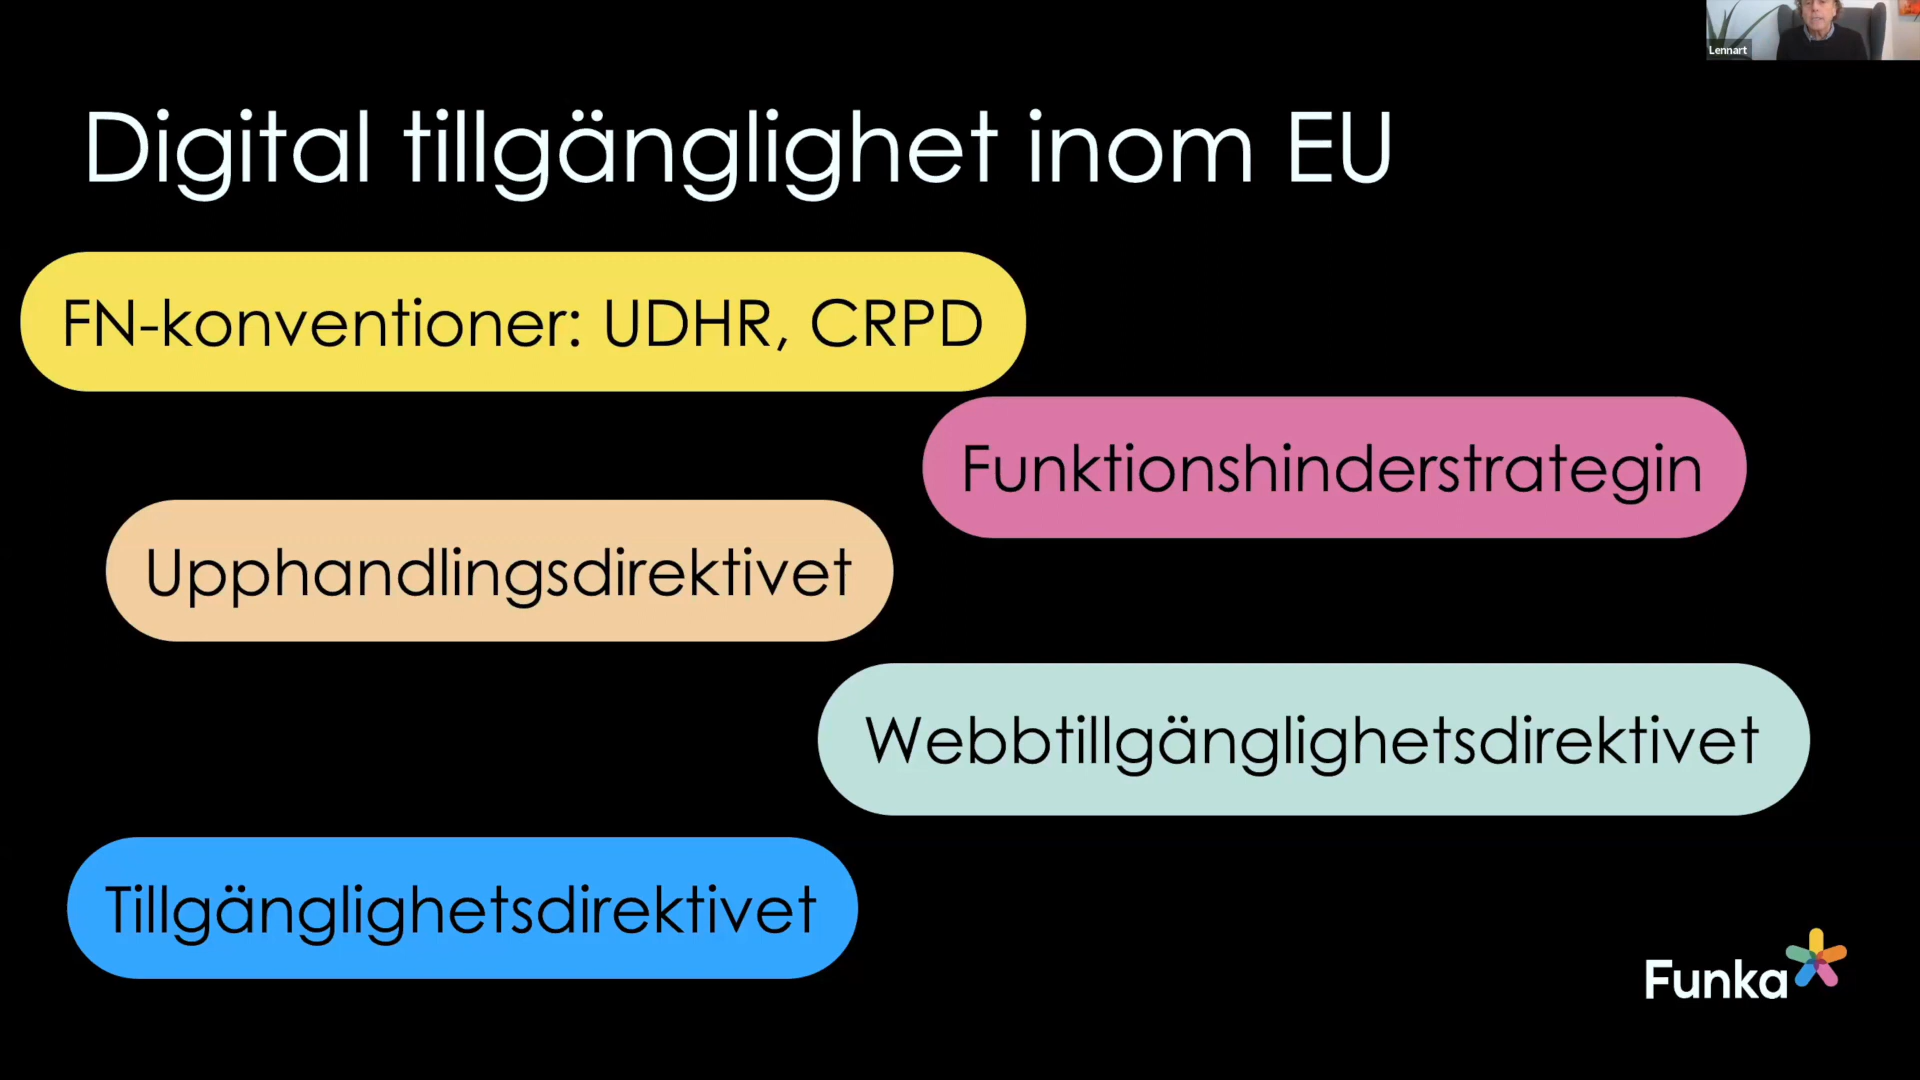 Lennart
Digital tillgänglighet inom EU
FN-konventioner: UDHR, CRPD
Funktionshinderstrategin
Upphandlingsdirektivet
Webbtillgänglighetsdirektivet
Tillgänglighetsdirektivet
Funka